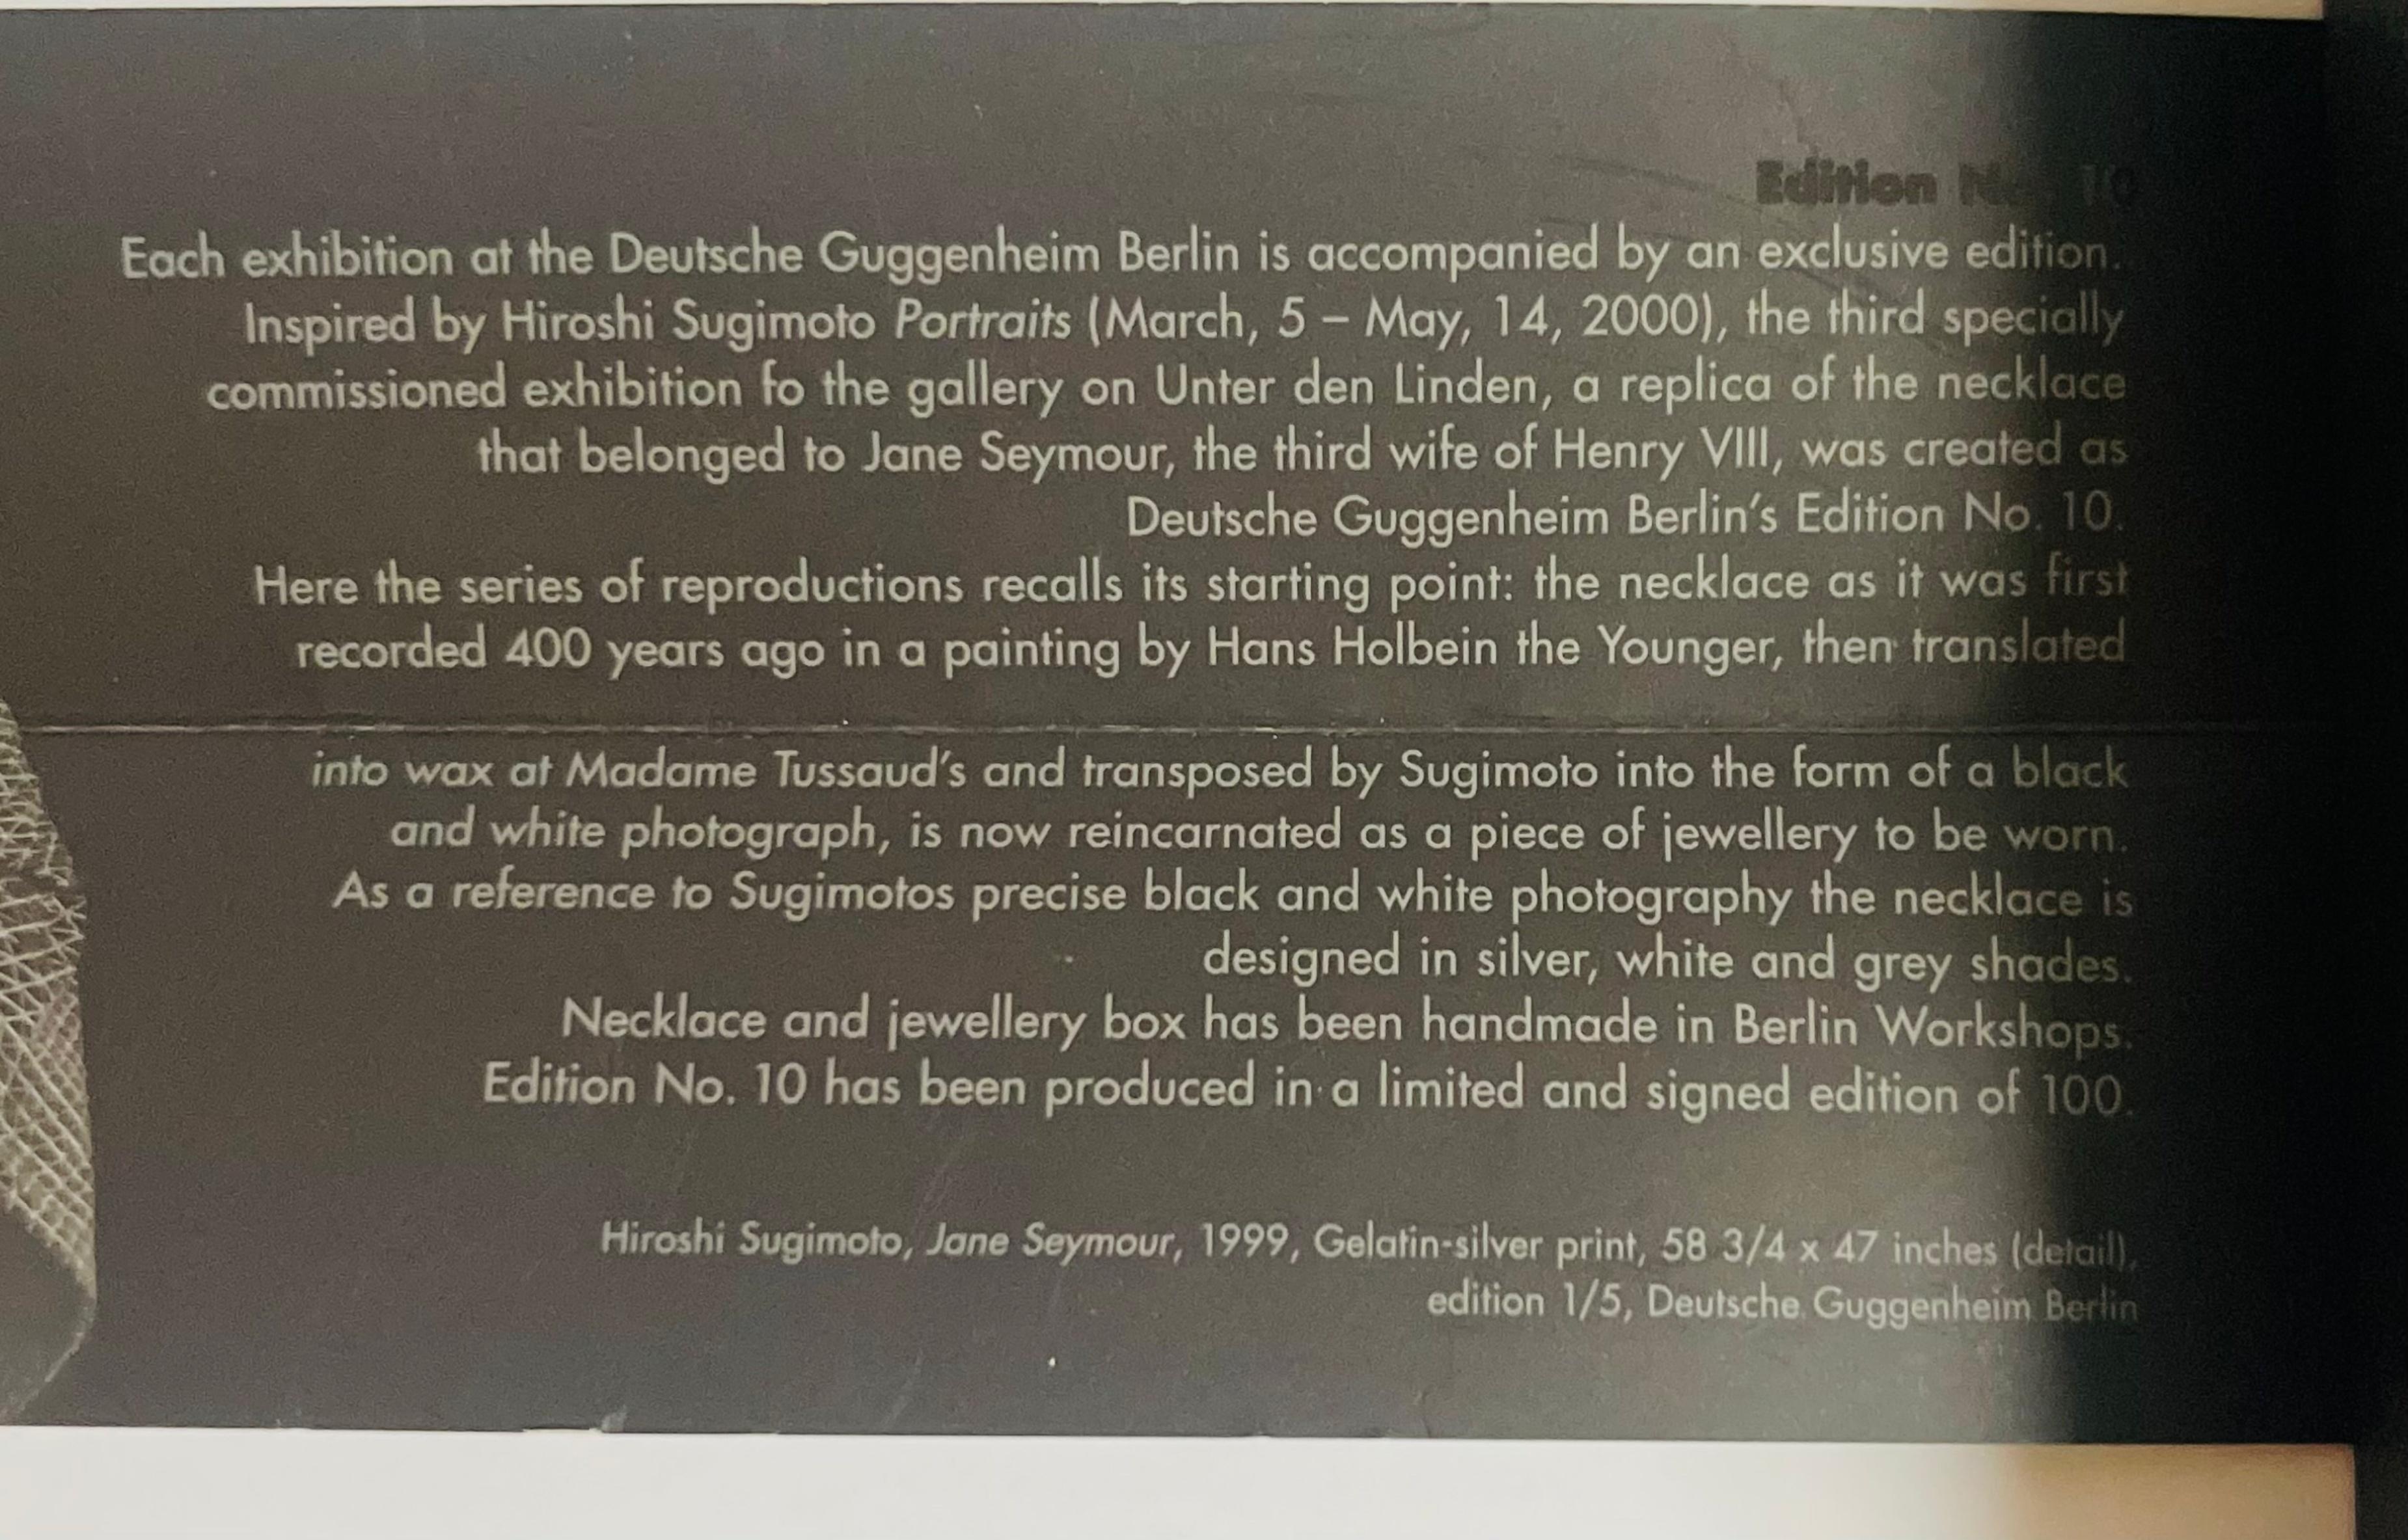 Edition No. 10
Each exhibition at the Deutsche Guggenheim Berlin is accompanied by an exclusive edition.
Inspired by Hiroshi Sugimoto Portraits (March, 5 – May, 14, 2000), the third specially
commissioned exhibition fo the gallery on Unter den Linden, a replica of the necklace
that belonged to Jane Seymour, the third wife of Henry VIII, was created as
Deutsche Guggenheim Berlin's Edition No. 10.
Here the series of reproductions recalls its starting point: the necklace as it was first
recorded 400 years ago in a painting by Hans Holbein the Younger, then translated
into wax at Madame Tussaud's and transposed by Sugimoto into the form of a black
and white photograph, is now reincarnated as a piece of jewellery to be worn.
As a reference to Sugimotos precise black and white photography the necklace is
designed in silver, white and grey shades.
Necklace and jewellery box has been handmade in Berlin Workshops.
Edition No. 10 has been produced in a limited and signed edition of 100.
Hiroshi Sugimoto, Jane Seymour, 1999, Gelatin-silver print, 58 3/4 x 47 inches (detail),
edition 1/5, Deutsche Guggenheim Berlin